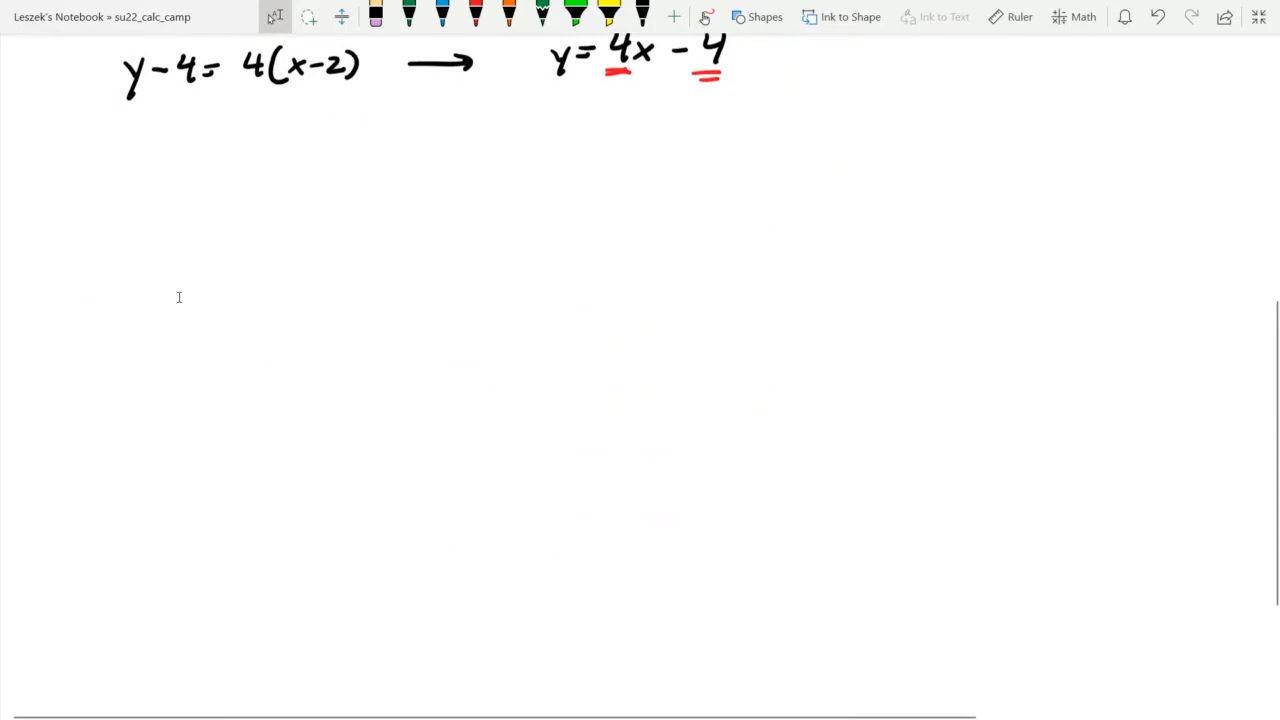 Leszek's Notebook » su22_calc_camp
Shapes
Ink to Shape
Ink to Text
Ruler
Math
y-4= 4(x-2) ⟶ y= 4x - 4